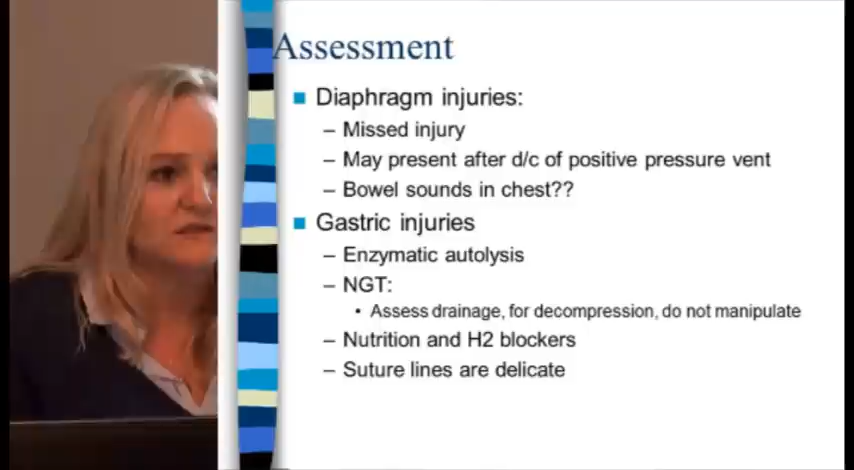 Assessment
Diaphragm injuries:
– Missed injury
– May present after d/c of positive pressure vent
– Bowel sounds in chest??
Gastric injuries
– Enzymatic autolysis
– NGT:
• Assess drainage, for decompression, do not manipulate
– Nutrition and H2 blockers
– Suture lines are delicate